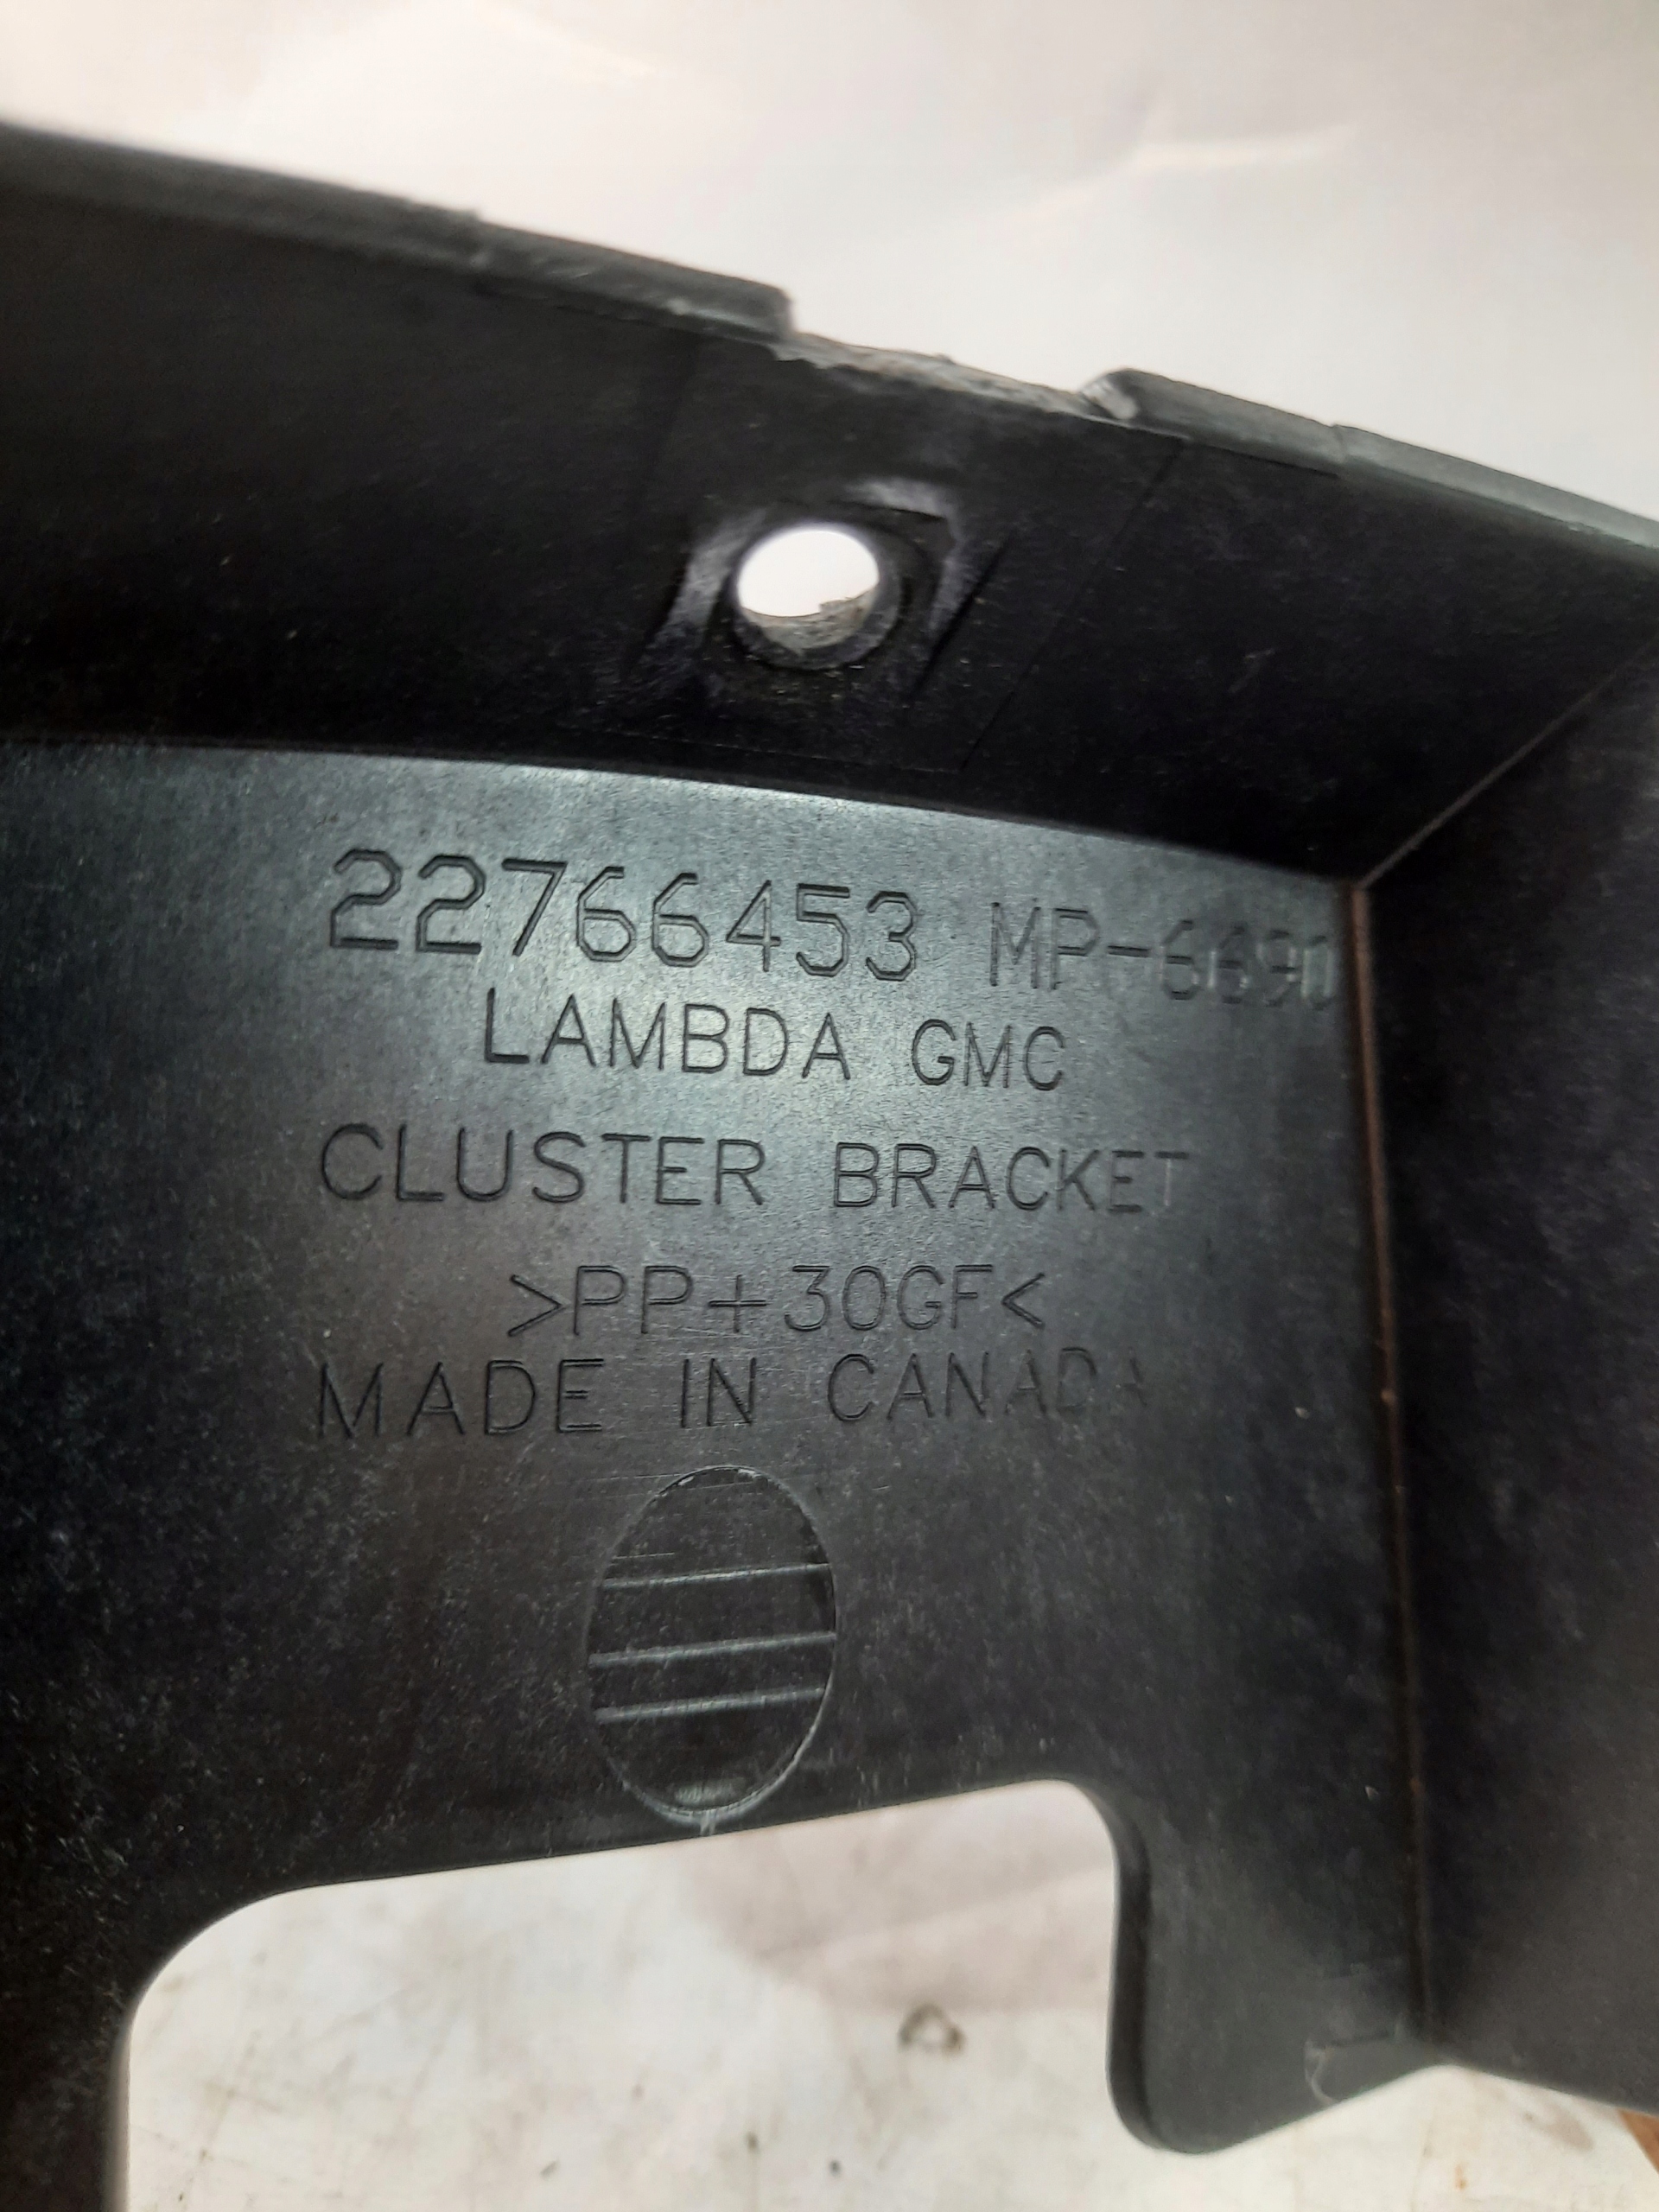 22766453 MP-6690
LAMBDA GMC
CLUSTER BRACKET
>PP+30GF<
MADE IN CANADA